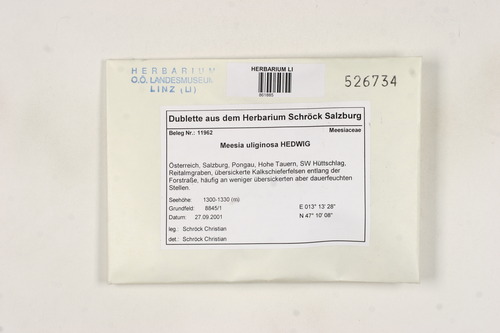 HERBARIUM
O.Ö. LANDESMUSEUM
LINZ (LI)
HERBARIUM LI
526734
Dublette aus dem Herbarium Schröck Salzburg
Beleg Nr.: 11962
Meesiaceae
Meesia uliginosa HEDWIG
Österreich, Salzburg, Pongau, Hohe Tauern, SW Hüttschlag,
Reitalmgraben, übersickerte Kalkschieferfelsen entlang der
Forstraße, häufig an weniger übersickerten aber dauerfeuchten
Stellen.
Seehöhe: 1300-1330 (m)
Grundfeld 8845/1 E 013° 13' 28"
Datum 27.09.2001 N 47° 10' 08"
leg.: Schröck Christian
det.: Schröck Christian